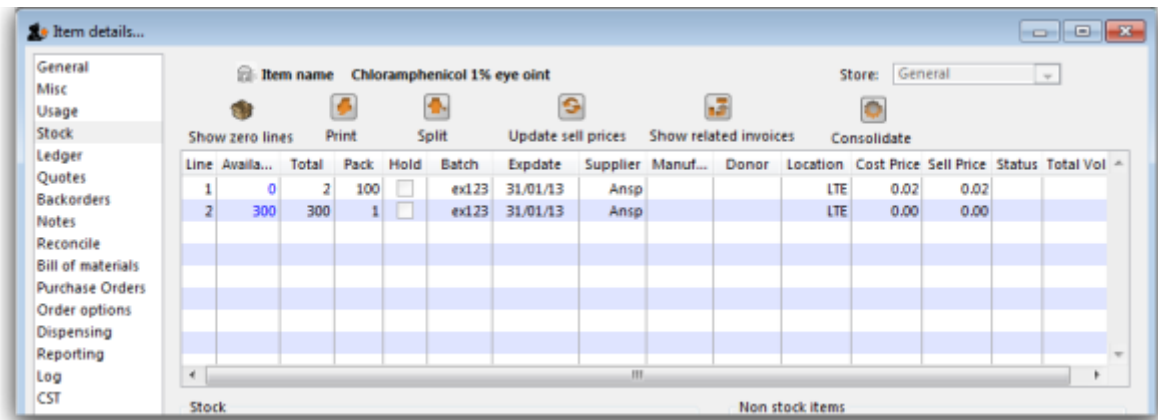 Item details...
General
Misc
Usage
Stock
Ledger
Quotes
Backorders
Notes
Reconcile
Bill of materials
Purchase Orders
Order options
Dispensing
Reporting
Log
CST
Item name Chloramphenicol 1% eye oint Store: General
Show zero lines Print Split Update sell prices Show related invoices Consolidate
Line Availa... Total Pack Hold Batch Expdate Supplier Manuf... Donor Location Cost Price Sell Price Status Total Vol
1 0 2 100 ex123 31/01/13 Ansp LTE 0.02 0.02
2 300 300 1 ex123 31/01/13 Ansp LTE 0.00 0.00
Stock Non stock items